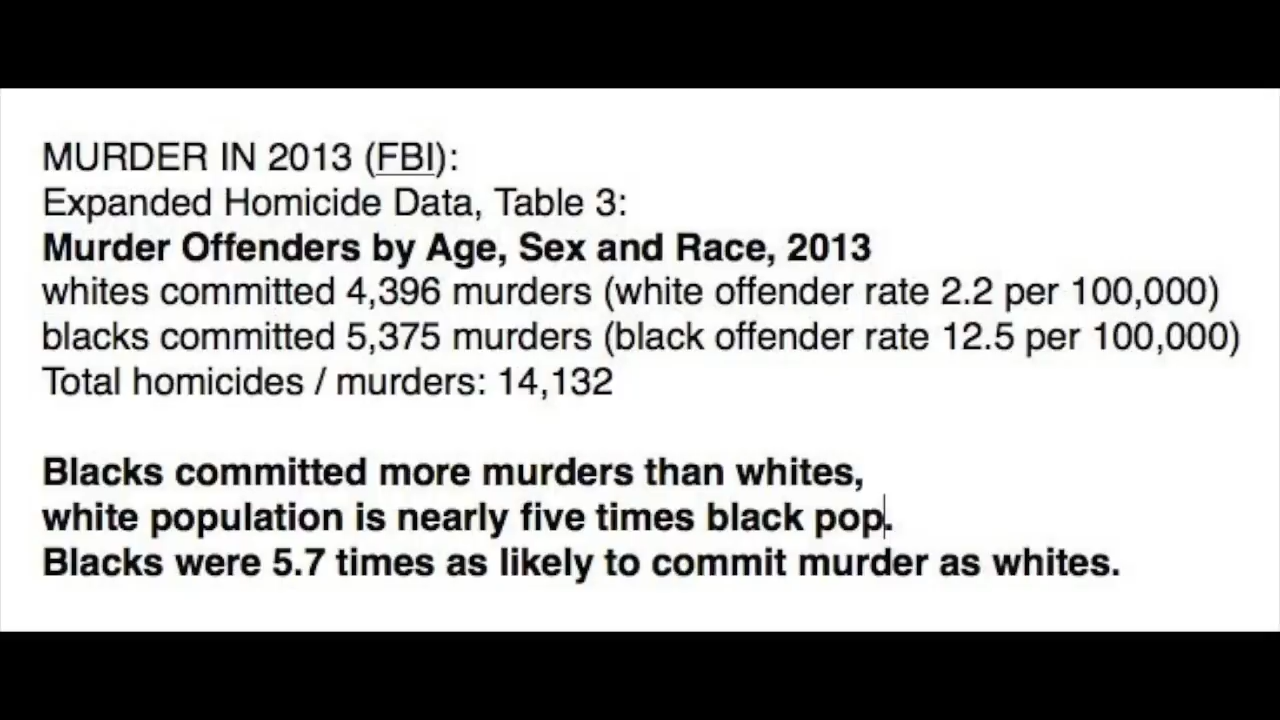 MURDER IN 2013 (FBI):
Expanded Homicide Data, Table 3:
Murder Offenders by Age, Sex and Race, 2013
whites committed 4,396 murders (white offender rate 2.2 per 100,000)
blacks committed 5,375 murders (black offender rate 12.5 per 100,000)
Total homicides / murders: 14,132
Blacks committed more murders than whites,
white population is nearly five times black pop.
Blacks were 5.7 times as likely to commit murder as whites.